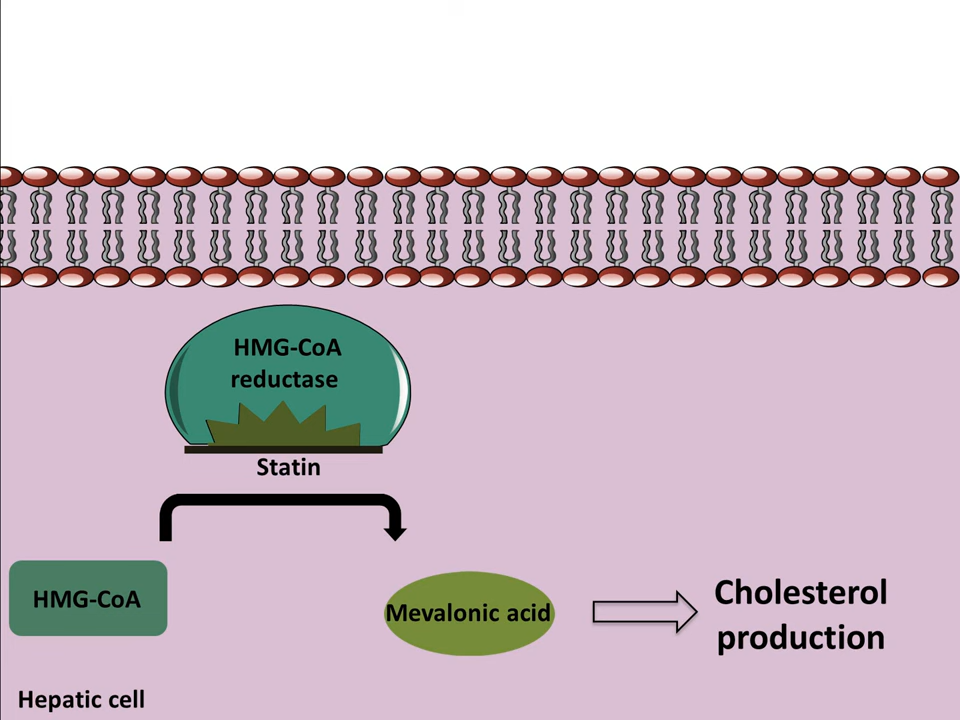 HMG-CoA
reductase
Statin
HMG-CoA
Mevalonic acid
Cholesterol
production
Hepatic cell